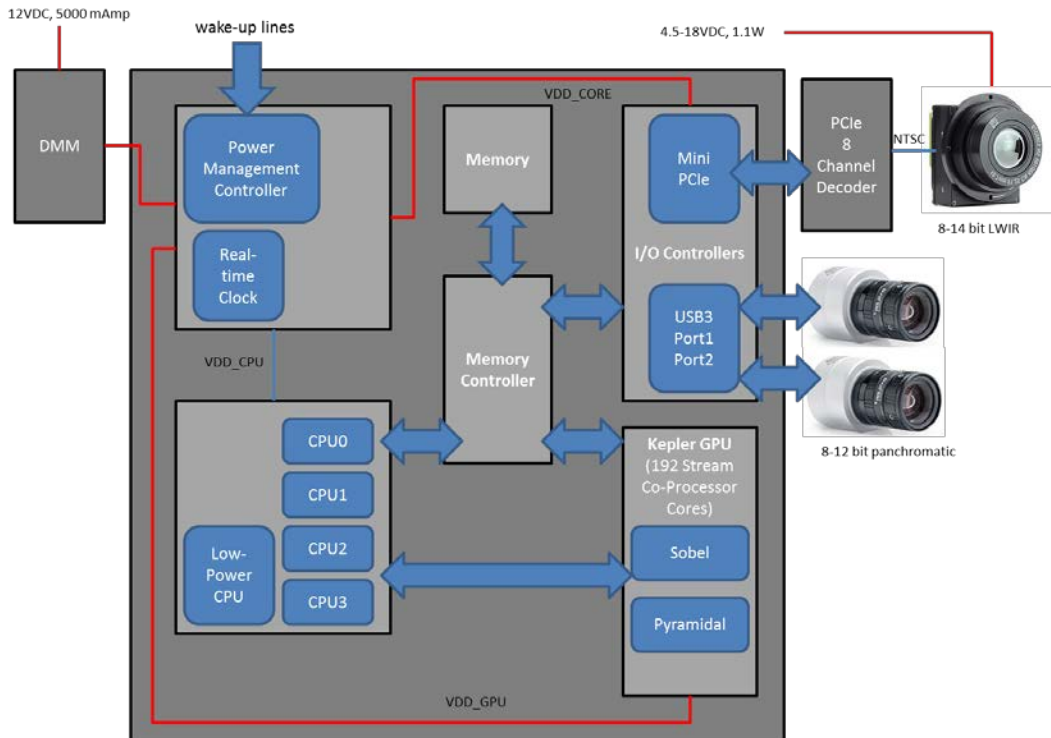 12VDC, 5000 mAmp
wake-up lines
4.5-18VDC, 1.1W
DMM
Power
Management
Controller
Real-
time
Clock
VDD_CORE
Memory
Mini
PCIe
I/O Controllers
USB3
Port1
Port2
PCIe
8
Channel
Decoder
NTSC
8-14 bit LWIR
8-12 bit panchromatic
VDD_CPU
Memory
Controller
CPU0
CPU1
CPU2
CPU3
Low-
Power
CPU
Kepler GPU
(192 Stream
Co-Processor
Cores)
Sobel
Pyramidal
VDD_GPU